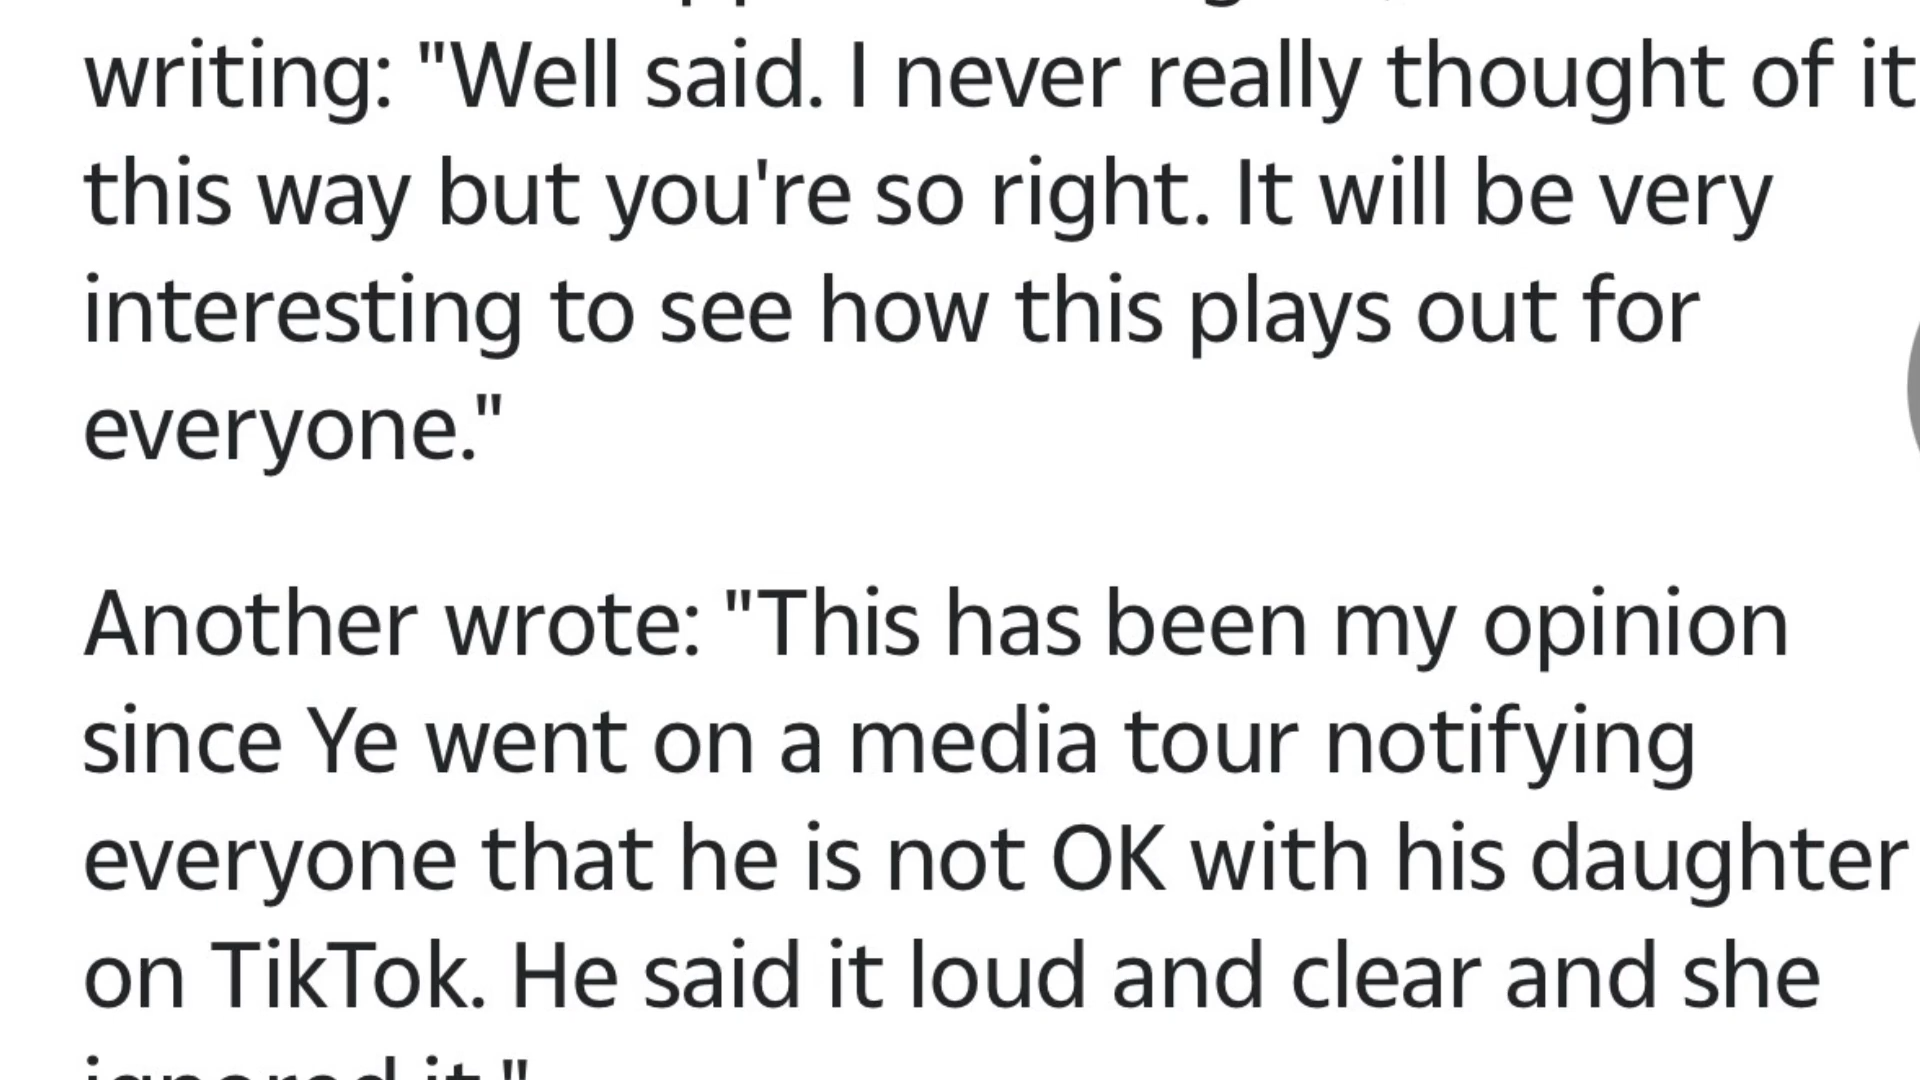 writing: "Well said. I never really thought of it
this way but you're so right. It will be very
interesting to see how this plays out for
everyone."
Another wrote: "This has been my opinion
since Ye went on a media tour notifying
everyone that he is not OK with his daughter
on TikTok. He said it loud and clear and she
ignored it."